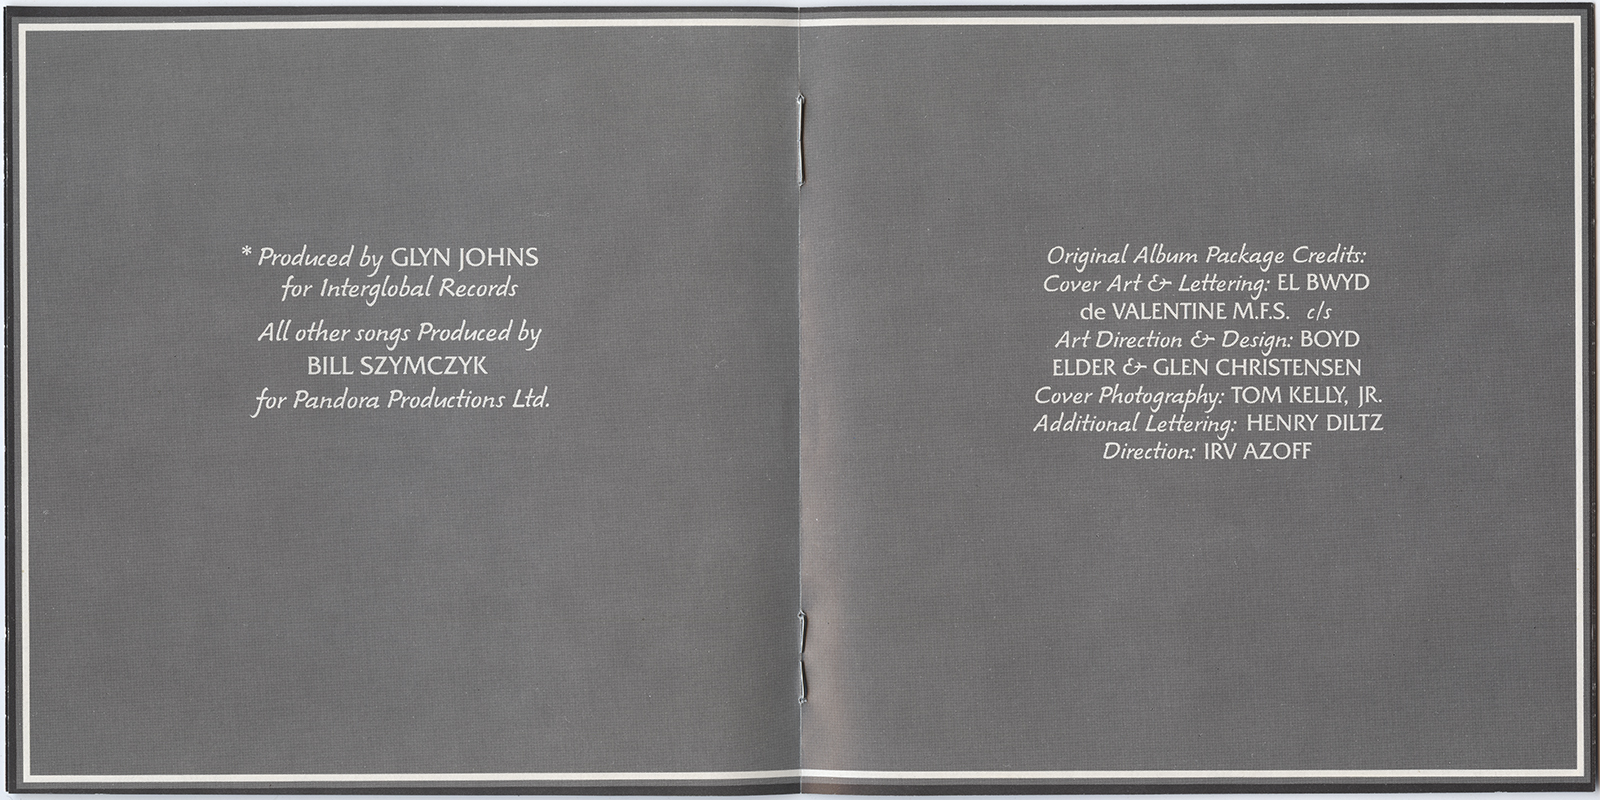 * Produced by GLYN JOHNS
for Interglobal Records
All other songs Produced by
BILL SZYMCZYK
for Pandora Productions Ltd.
Original Album Package Credits:
Cover Art & Lettering: EL BWYD
de VALENTINE M.F.S. c/s
Art Direction & Design: BOYD
ELDER & GLEN CHRISTENSEN
Cover Photography: TOM KELLY, JR.
Additional Lettering: HENRY DILTZ
Direction: IRV AZOFF